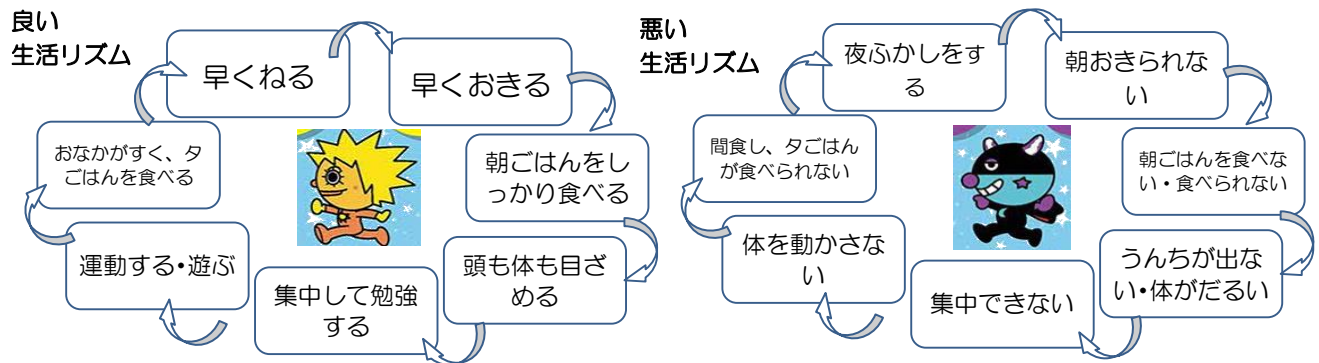 良い
生活リズム
早くねる
早くおきる
朝ごはんをし
っかり食べる
頭も体も目ざ
める
集中して勉強
する
運動する・遊ぶ
おなかがすく、夕
ごはんを食べる
悪い
生活リズム
夜ふかしをす
る
朝おきられな
い
朝ごはんを食べな
い・食べられない
うんちが出な
い・体がだるい
集中できない
体を動かさな
い
間食し、夕ごはん
が食べられない